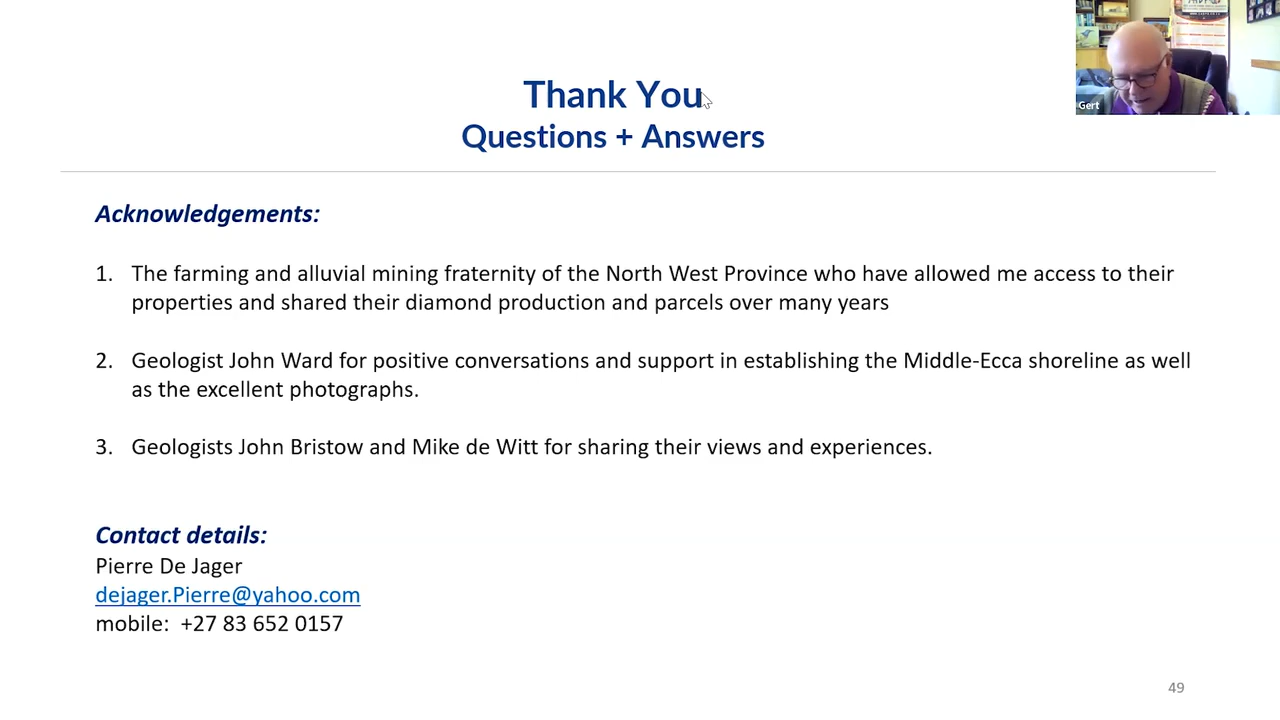 Thank You
Questions + Answers
Gert
Acknowledgements:
1. The farming and alluvial mining fraternity of the North West Province who have allowed me access to their
properties and shared their diamond production and parcels over many years
2. Geologist John Ward for positive conversations and support in establishing the Middle-Ecca shoreline as well
as the excellent photographs.
3. Geologists John Bristow and Mike de Witt for sharing their views and experiences.
Contact details:
Pierre De Jager
dejager.Pierre@yahoo.com
mobile: +27 83 652 0157
49